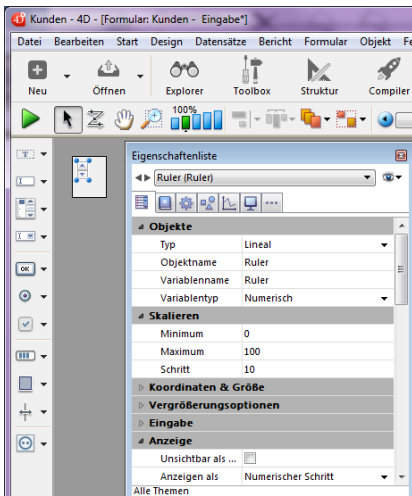 Kunden - 4D - [Formular: Kunden - Eingabe*]
Datei Bearbeiten Start Design Datensätze Bericht Formular Objekt
Neu Öffnen Explorer Toolbox Struktur Compiler
100%
Eigenschaftenliste
Ruler (Ruler)
Objekte
Typ Lineal
Objektname Ruler
Variablenname Ruler
Variablentyp Numerisch
Skalieren
Minimum 0
Maximum 100
Schritt 10
Koordinaten & Größe
Vergrößerungsoptionen
Eingabe
Anzeige
Unsichtbar als ...
Anzeigen als Numerischer Schritt
Alle Themen
OK